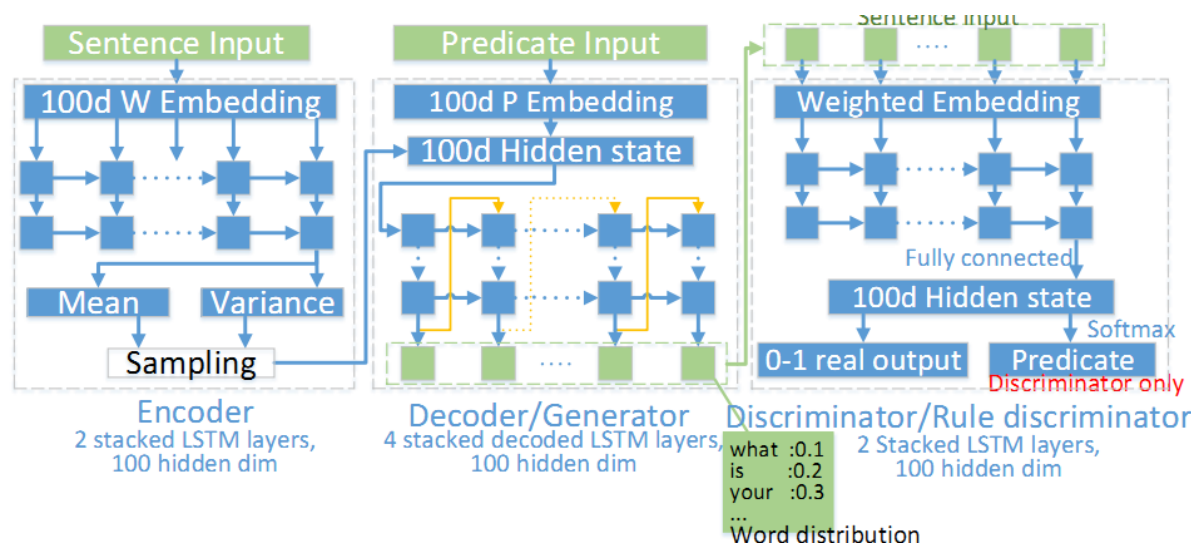 Sentence Input
100d W Embedding
Mean
Variance
Sampling
Encoder
2 stacked LSTM layers,
100 hidden dim
Predicate Input
100d P Embedding
100d Hidden state
....
Decoder/Generator
4 stacked decoded LSTM layers,
100 hidden dim
Sentence input
....
Weighted Embedding
Fully connected
100d Hidden state
Softmax
0-1 real output
Predicate
Discriminator only
Discriminator/Rule discriminator
2 Stacked LSTM layers,
100 hidden dim
what :0.1
is :0.2
your :0.3
...
Word distribution